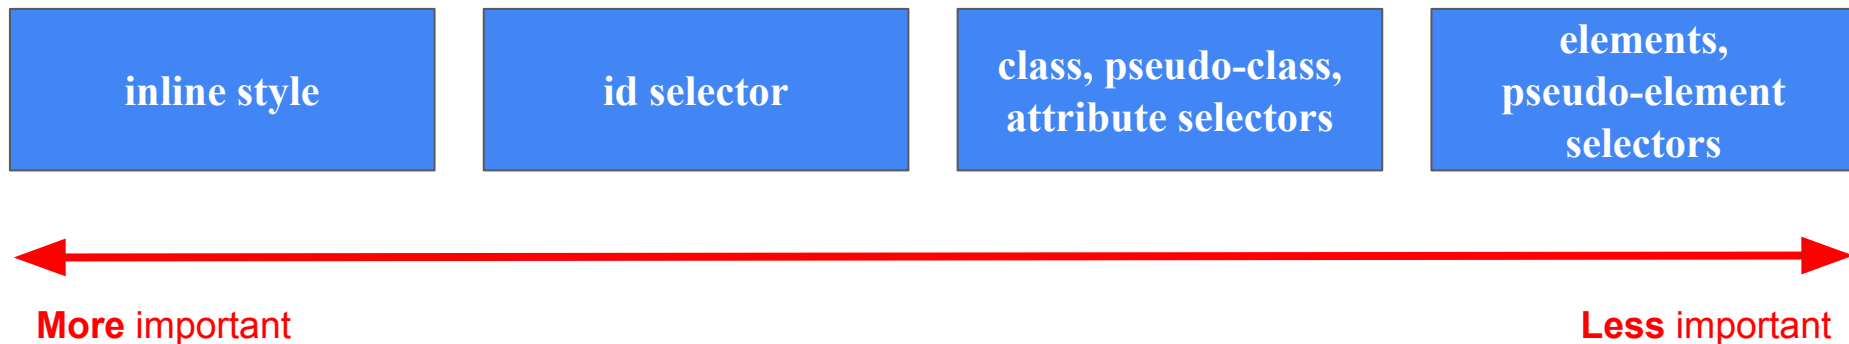 inline style
id selector
class, pseudo-class,
attribute selectors
elements,
pseudo-element
selectors
More important
Less important